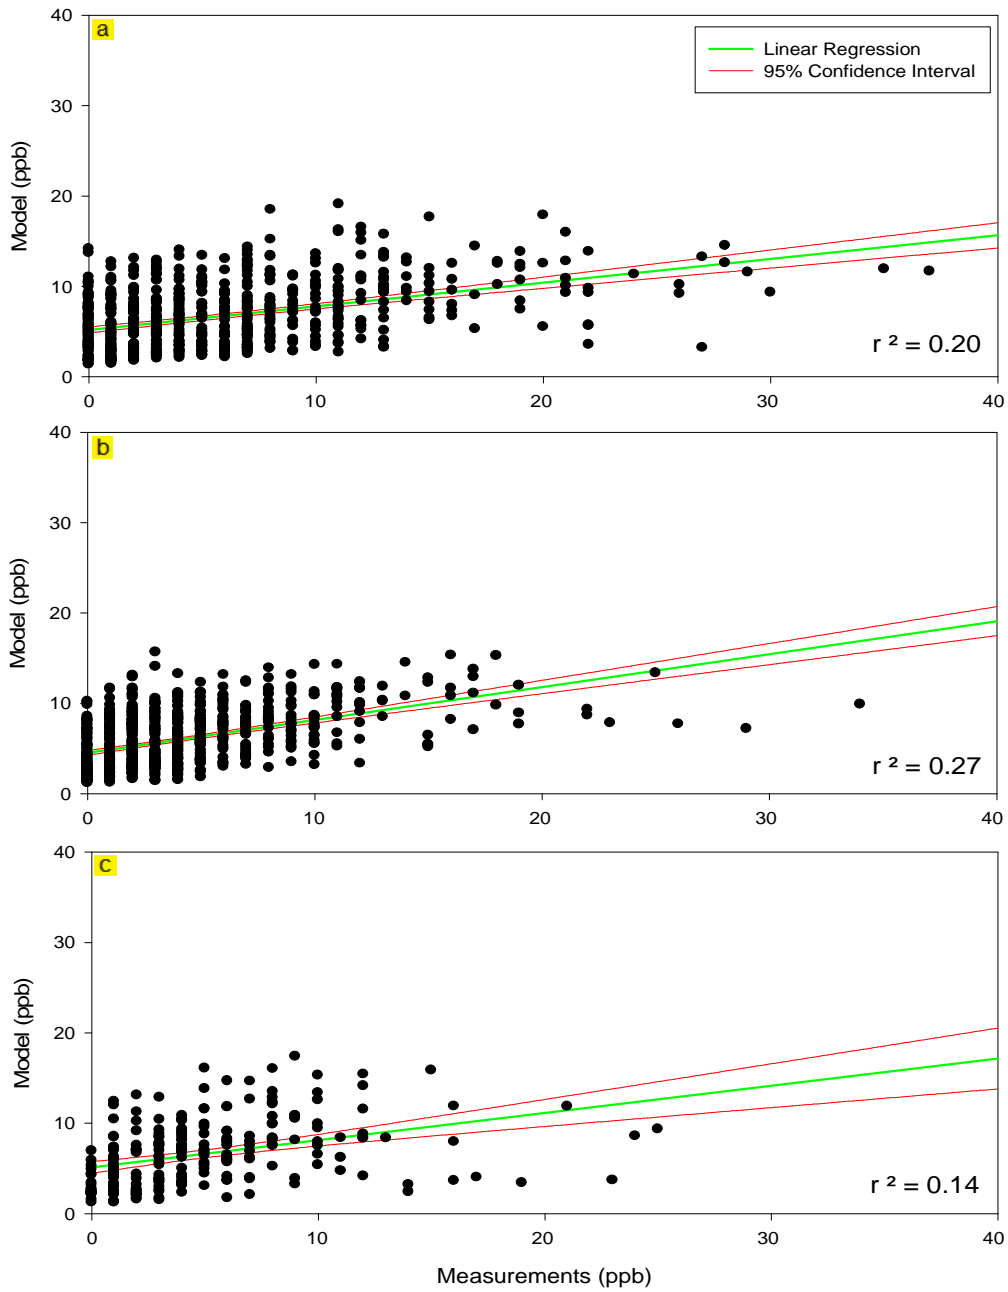 a
40
30
20
10
0
Model (ppb)
Linear Regression
95% Confidence Interval
r ² = 0.20
0 10 20 30 40
b
40
30
20
10
0
Model (ppb)
r ² = 0.27
0 10 20 30 40
c
40
30
20
10
0
Model (ppb)
r ² = 0.14
0 10 20 30 40
Measurements (ppb)